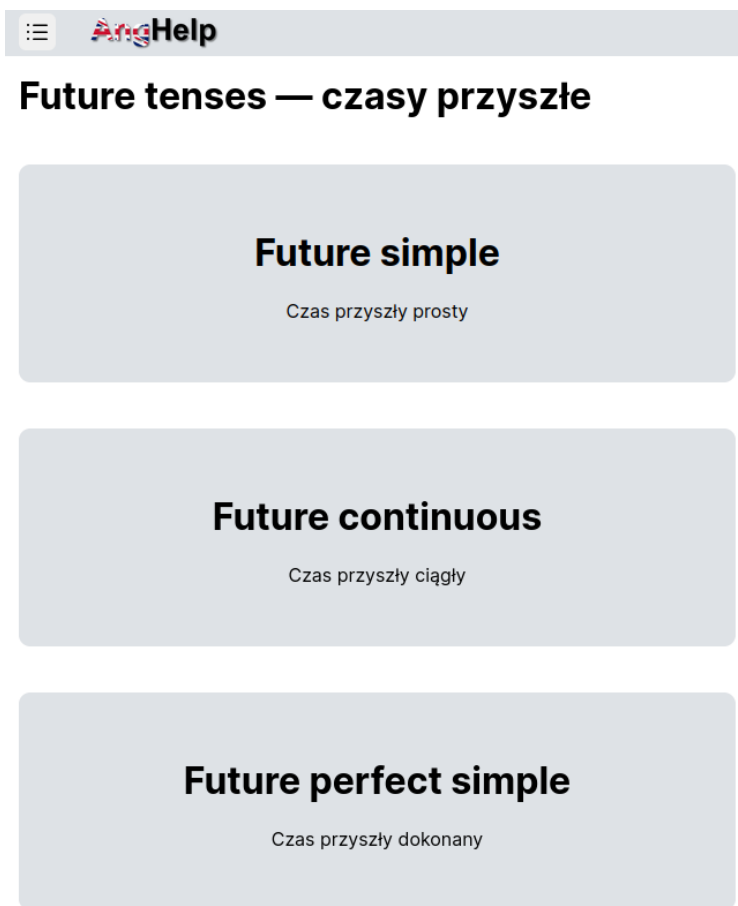 AngHelp
Future tenses — czasy przyszłe
Future simple
Czas przyszły prosty
Future continuous
Czas przyszły ciągły
Future perfect simple
Czas przyszły dokonany